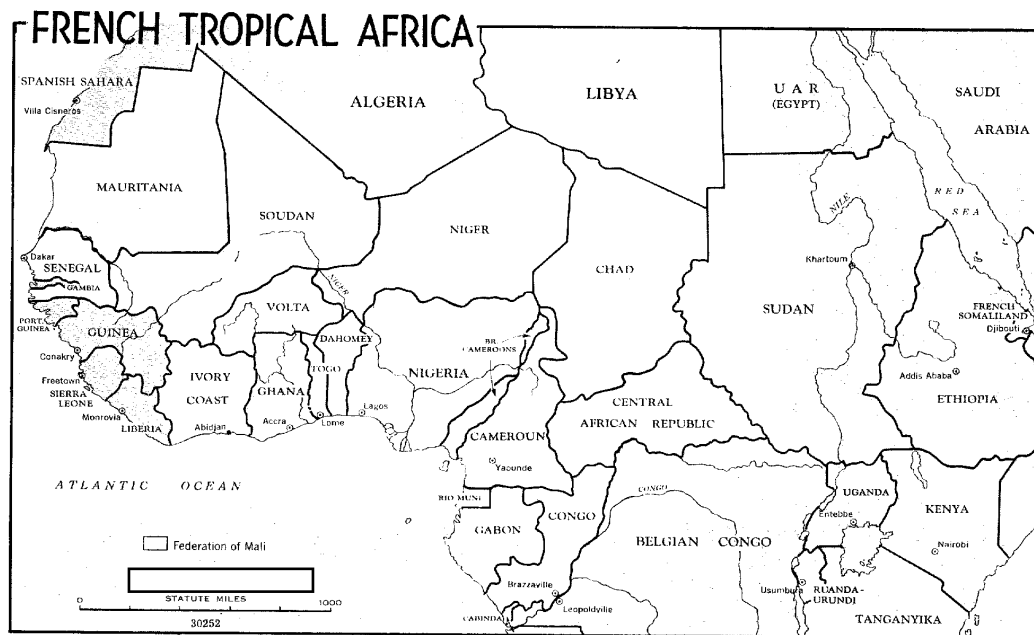 FRENCH TROPICAL AFRICA
SPANISH SAHARA
Villa Cisneros
ALGERIA
LIBYA
U A R
(EGYPT)
SAUDI
ARABIA
MAURITANIA
SOUDAN
NIGER
CHAD
NILE
RED
SEA
Dakar
SENEGAL
GAMBIA
PORT.
GUINEA
GUINEA
VOLTA
NIGER
DAHOMEY
BR.
CAMEROONS
Khartoum
SUDAN
FRENCH
SOMALILAND
Djibouti
Conakry
Freetown
SIERRA
LEONE
Monrovia
LIBERIA
IVORY
COAST
Abidjan
GHANA
Accra
TOGO
Lome
NIGERIA
Lagos
CENTRAL
AFRICAN REPUBLIC
Addis Ababa
ETHIOPIA
CAMEROUN
Yaounde
ATLANTIC OCEAN
RIO MUNI
GABON
CONGO
CONGO
BELGIAN CONGO
UGANDA
Entebbe
KENYA
Nairobi
Federation of Mali
Brazzaville
Leopoldville
CABINDA
Usumbura
RUANDA-
URUNDI
TANGANYIKA
STATUTE MILES
0 1000
30252